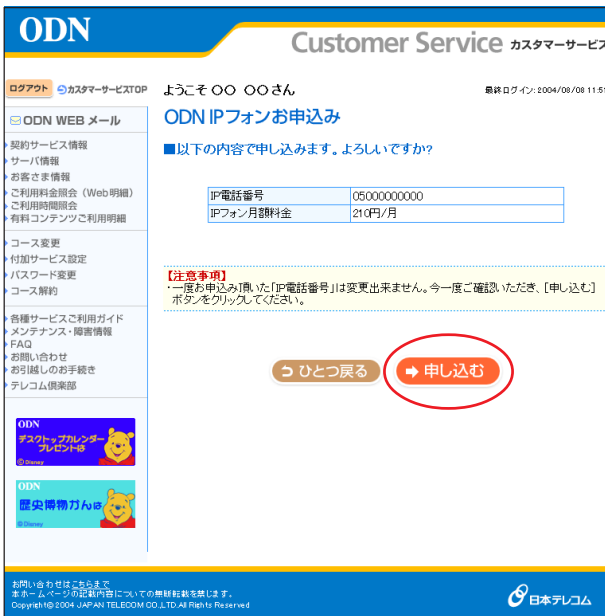 ODN
Customer Service カスタマーサービス
ログアウト カスタマーサービスTOP
ようこそ ○○ ○○さん
最終ログイン:2004/08/08 11:5
ODN WEB メール
ODN IPフォンお申込み
■以下の内容で申し込みます。よろしいですか?
IP電話番号 05000000000
IPフォン月額料金 210円/月
【注意事項】
・一度お申込み頂いた「IP電話番号」は変更出来ません。今一度ご確認いただき、[申し込む]
ボタンをクリックしてください。
ひとつ戻る
申し込む
契約サービス情報
サーバ情報
お客さま情報
ご利用料金照会(Web明細)
ご利用時間照会
有料コンテンツご利用明細
コース変更
付加サービス設定
パスワード変更
コース解約
各種サービスご利用ガイド
メンテナンス・障害情報
FAQ
お問い合わせ
お引越しのお手続き
テレコム倶楽部
ODN
デスクトップカレンダー
プレゼントは
©Disney
ODN
歴史博物かんは
©Disney
お問い合わせはこちらまで
本ホームページの記載内容についての無断転載を禁じます。
Copyright© 2004 JAPAN TELECOM CO.,LTD.All Rights Reserved
日本テレコム